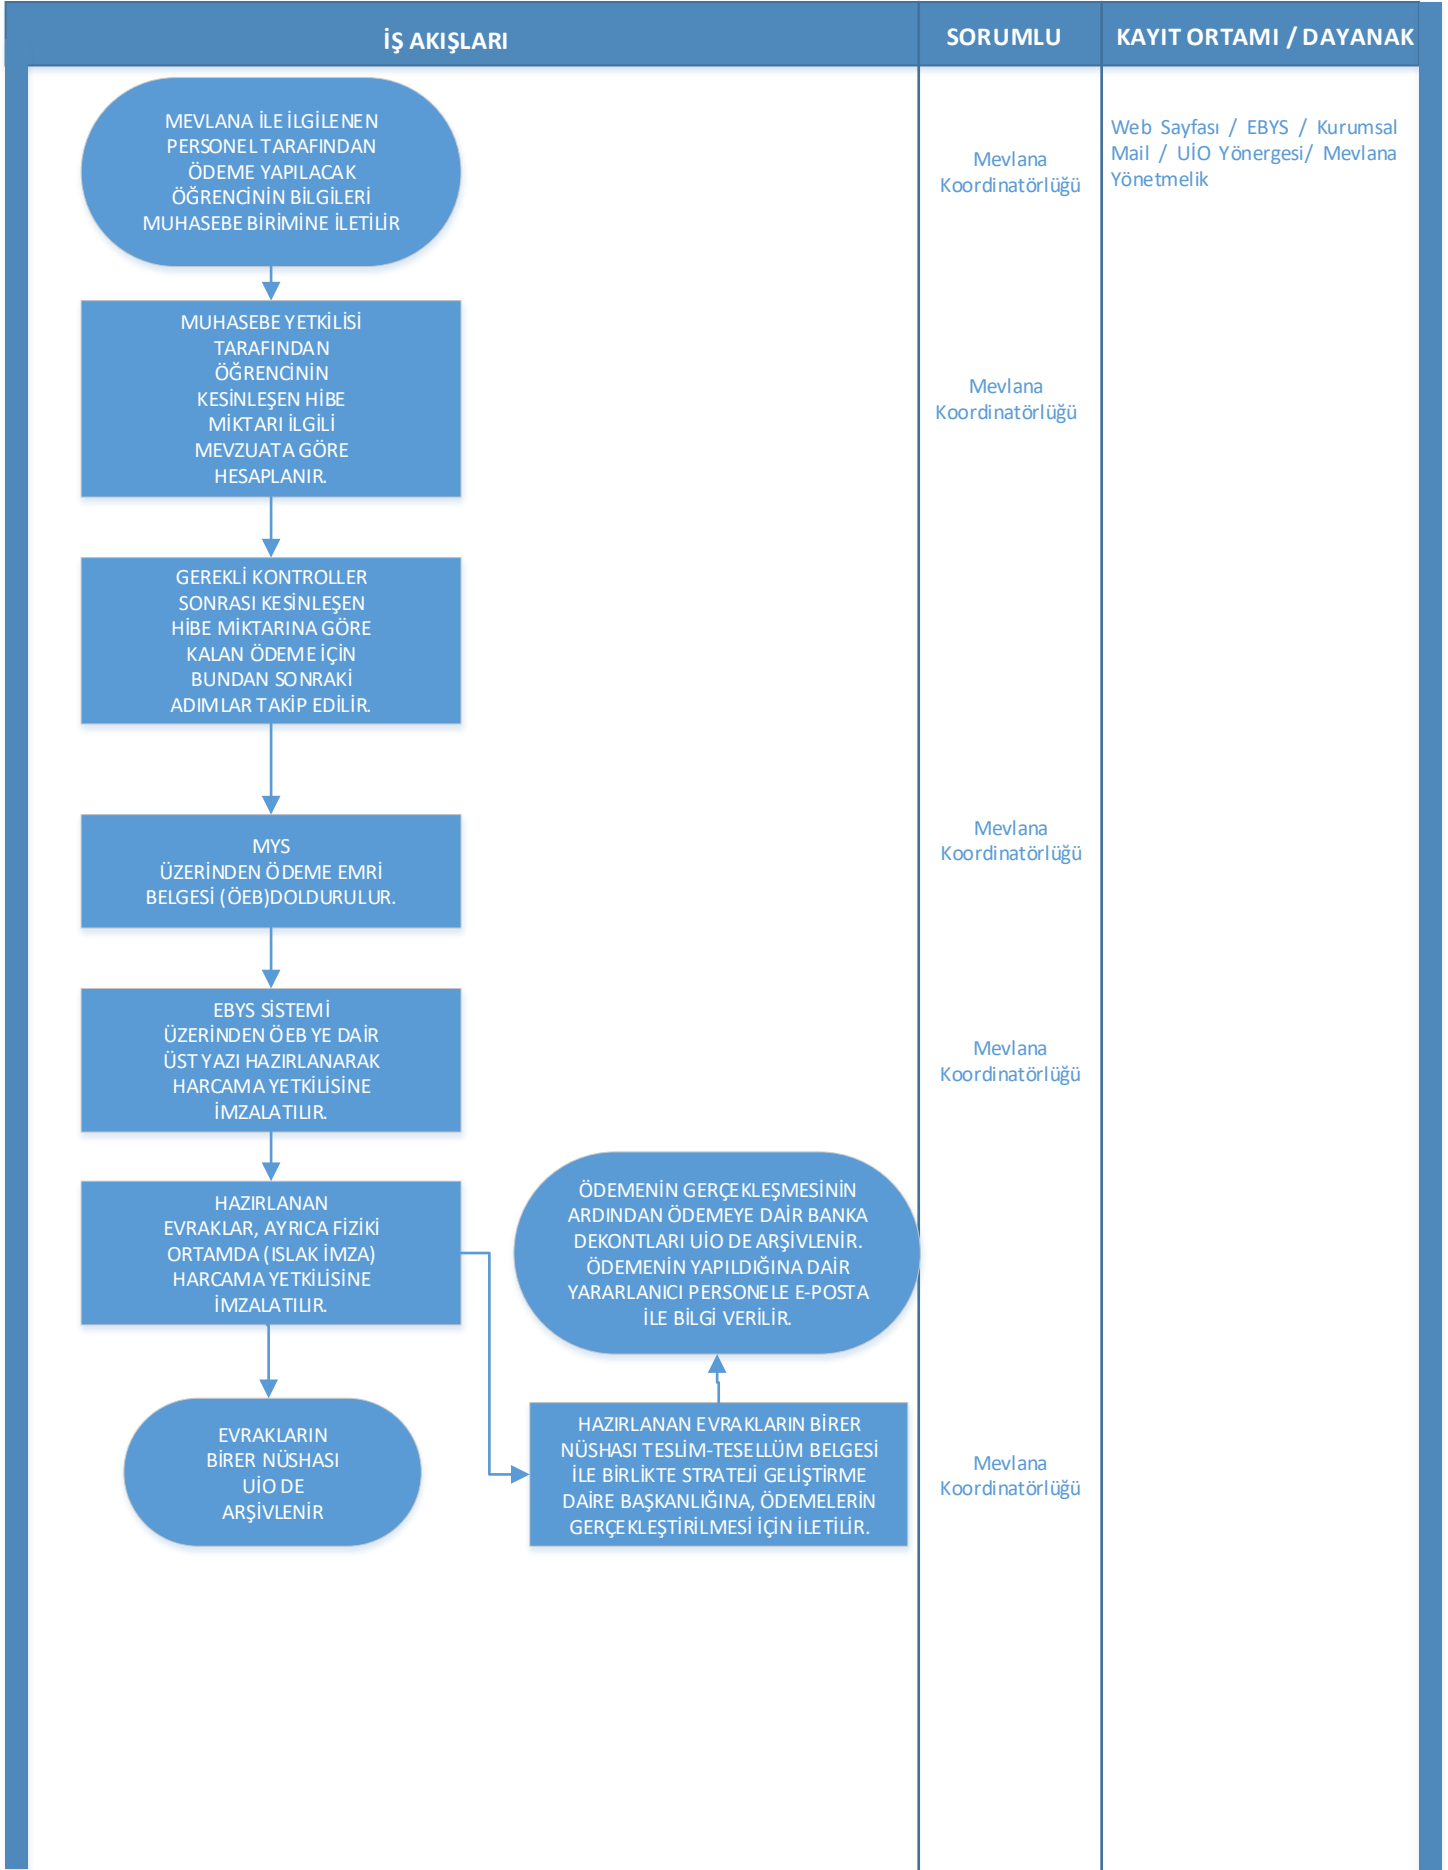 İŞ AKIŞLARI
SORUMLU
KAYIT ORTAMI / DAYANAK
MEVLANA İLE İLGİLENEN
PERSONEL TARAFINDAN
ÖDEME YAPILACAK
ÖĞRENCİNİN BİLGİLERİ
MUHASEBE BİRİMİNE İLETİLİR
Mevlana
Koordinatörlüğü
Web Sayfası / EBYS / Kurumsal
Mail / UİO Yönergesi/ Mevlana
Yönetmelik
MUHASEBE YETKİLİSİ
TARAFINDAN
ÖĞRENCİNİN
KESİNLEŞEN HİBE
MİKTARI İLGİLİ
MEVZUATA GÖRE
HESAPLANIR.
Mevlana
Koordinatörlüğü
GEREKLİ KONTROLLER
SONRASI KESİNLEŞEN
HİBE MİKTARINA GÖRE
KALAN ÖDEME İÇİN
BUNDAN SONRAKİ
ADIMLAR TAKİP EDİLİR.
MYS
ÜZERİNDEN ÖDEME EMRİ
BELGESİ (ÖEB)DOLDURULUR.
Mevlana
Koordinatörlüğü
EBYS SİSTEMİ
ÜZERİNDEN ÖEB YE DAİR
ÜST YAZI HAZIRLANARAK
HARCAMA YETKİLİSİNE
İMZALATILIR.
Mevlana
Koordinatörlüğü
HAZIRLANAN
EVRAKLAR, AYRICA FİZİKİ
ORTAMDA (ISLAK İMZA)
HARCAMA YETKİLİSİNE
İMZALATILIR.
ÖDEMENİN GERÇEKLEŞMESİNİN
ARDINDAN ÖDEMEYE DAİR BANKA
DEKONTLARI UİO DE ARŞİVLENİR.
ÖDEMENİN YAPILDIĞINA DAİR
YARARLANICI PERSONELE E-POSTA
İLE BİLGİ VERİLİR.
EVRAKLARIN
BİRER NÜSHASI
UİO DE
ARŞİVLENİR
HAZIRLANAN EVRAKLARIN BİRER
NÜSHASI TESLİM-TESELLÜM BELGESİ
İLE BİRLİKTE STRATEJİ GELİŞTİRME
DAİRE BAŞKANLIĞINA, ÖDEMELERİN
GERÇEKLEŞTİRİLMESİ İÇİN İLETİLİR.
Mevlana
Koordinatörlüğü